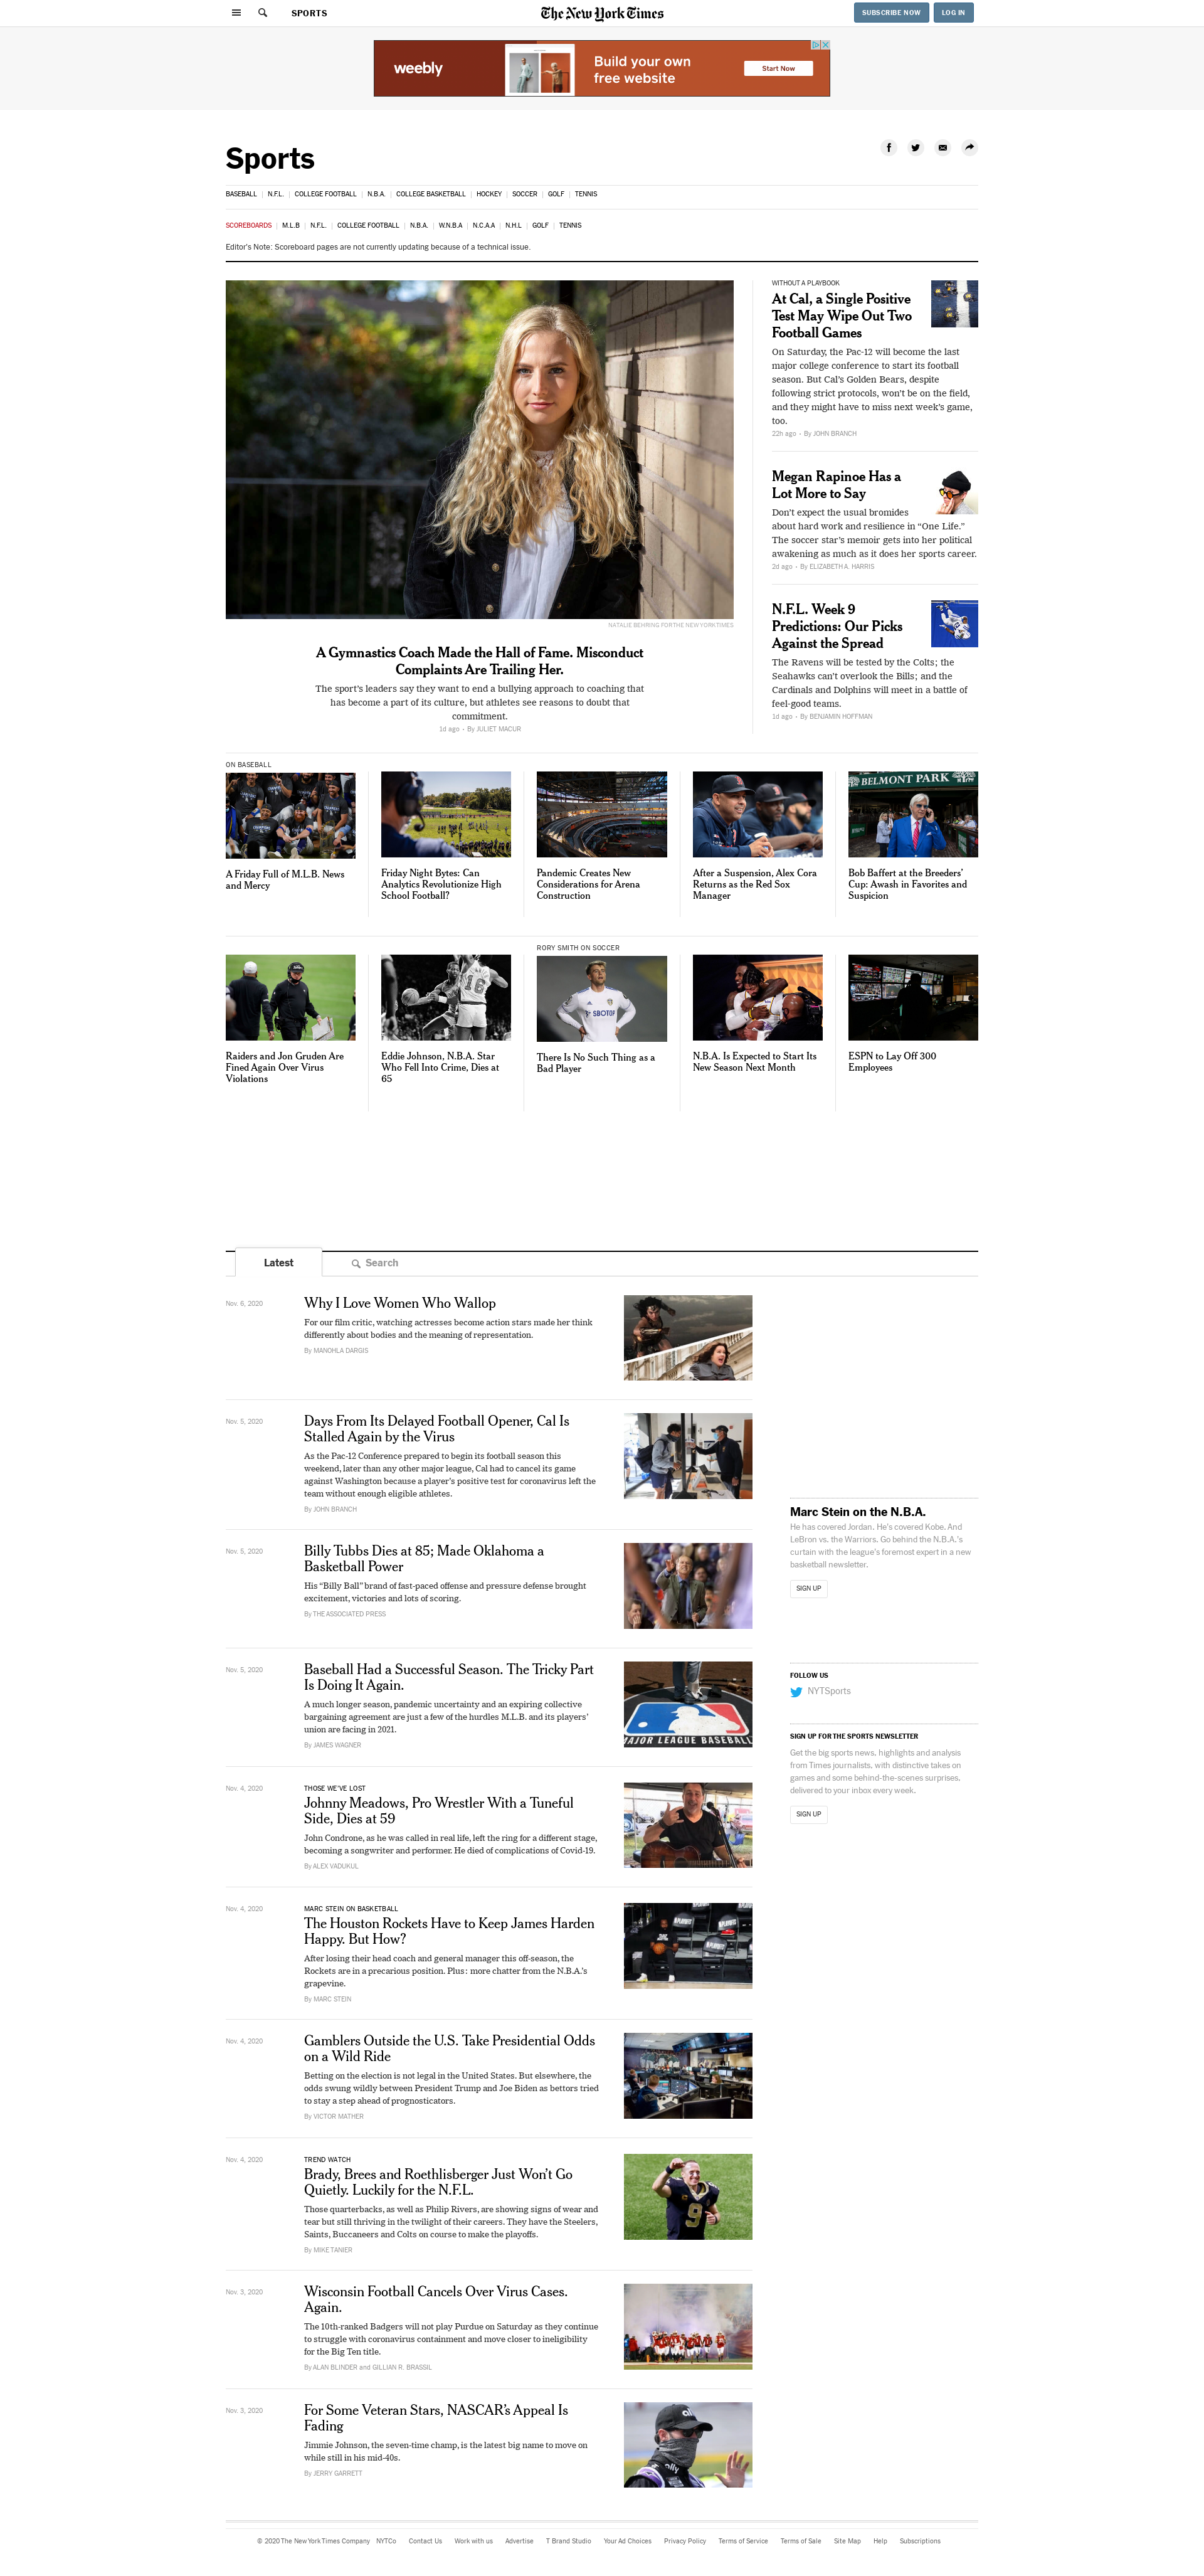 SPORTS
The New York Times
SUBSCRIBE NOW
LOG IN
weebly
Build your own
free website
Start Now
Sports
BASEBALL | N.F.L. | COLLEGE FOOTBALL | N.B.A. | COLLEGE BASKETBALL | HOCKEY | SOCCER | GOLF | TENNIS
SCOREBOARDS | M.L.B | N.F.L. | COLLEGE FOOTBALL | N.B.A. | W.N.B.A | N.C.A.A | N.H.L | GOLF | TENNIS
Editor's Note: Scoreboard pages are not currently updating because of a technical issue.
NATALIE BEHRING FOR THE NEW YORK TIMES
A Gymnastics Coach Made the Hall of Fame. Misconduct
Complaints Are Trailing Her.
The sport's leaders say they want to end a bullying approach to coaching that
has become a part of its culture, but athletes see reasons to doubt that
commitment.
1d ago • By JULIET MACUR
WITHOUT A PLAYBOOK
At Cal, a Single Positive
Test May Wipe Out Two
Football Games
On Saturday, the Pac-12 will become the last
major college conference to start its football
season. But Cal's Golden Bears, despite
following strict protocols, won't be on the field,
and they might have to miss next week's game,
too.
22h ago • By JOHN BRANCH
Megan Rapinoe Has a
Lot More to Say
Don't expect the usual bromides
about hard work and resilience in “One Life.”
The soccer star's memoir gets into her political
awakening as much as it does her sports career.
2d ago • By ELIZABETH A. HARRIS
N.F.L. Week 9
Predictions: Our Picks
Against the Spread
The Ravens will be tested by the Colts; the
Seahawks can't overlook the Bills; and the
Cardinals and Dolphins will meet in a battle of
feel-good teams.
1d ago • By BENJAMIN HOFFMAN
ON BASEBALL
A Friday Full of M.L.B. News
and Mercy
Friday Night Bytes: Can
Analytics Revolutionize High
School Football?
Pandemic Creates New
Considerations for Arena
Construction
After a Suspension, Alex Cora
Returns as the Red Sox
Manager
BELMONT PARK
Bob Baffert at the Breeders'
Cup: Awash in Favorites and
Suspicion
Raiders and Jon Gruden Are
Fined Again Over Virus
Violations
16
Eddie Johnson, N.B.A. Star
Who Fell Into Crime, Dies at
65
RORY SMITH ON SOCCER
SBOTOP
There Is No Such Thing as a
Bad Player
N.B.A. Is Expected to Start Its
New Season Next Month
ESPN to Lay Off 300
Employees
Latest
Search
Nov. 6, 2020
Why I Love Women Who Wallop
For our film critic, watching actresses become action stars made her think
differently about bodies and the meaning of representation.
By MANOHLA DARGIS
Nov. 5, 2020
Days From Its Delayed Football Opener, Cal Is
Stalled Again by the Virus
As the Pac-12 Conference prepared to begin its football season this
weekend, later than any other major league, Cal had to cancel its game
against Washington because a player's positive test for coronavirus left the
team without enough eligible athletes.
By JOHN BRANCH
Nov. 5, 2020
Billy Tubbs Dies at 85; Made Oklahoma a
Basketball Power
His “Billy Ball” brand of fast-paced offense and pressure defense brought
excitement, victories and lots of scoring.
By THE ASSOCIATED PRESS
Nov. 5, 2020
Baseball Had a Successful Season. The Tricky Part
Is Doing It Again.
A much longer season, pandemic uncertainty and an expiring collective
bargaining agreement are just a few of the hurdles M.L.B. and its players'
union are facing in 2021.
By JAMES WAGNER
MAJOR LEAGUE BASEBALL
Nov. 4, 2020
THOSE WE'VE LOST
Johnny Meadows, Pro Wrestler With a Tuneful
Side, Dies at 59
John Condrone, as he was called in real life, left the ring for a different stage,
becoming a songwriter and performer. He died of complications of Covid-19.
By ALEX VADUKUL
Nov. 4, 2020
MARC STEIN ON BASKETBALL
The Houston Rockets Have to Keep James Harden
Happy. But How?
After losing their head coach and general manager this off-season, the
Rockets are in a precarious position. Plus: more chatter from the N.B.A.'s
grapevine.
By MARC STEIN
Nov. 4, 2020
Gamblers Outside the U.S. Take Presidential Odds
on a Wild Ride
Betting on the election is not legal in the United States. But elsewhere, the
odds swung wildly between President Trump and Joe Biden as bettors tried
to stay a step ahead of prognosticators.
By VICTOR MATHER
Nov. 4, 2020
TREND WATCH
Brady, Brees and Roethlisberger Just Won't Go
Quietly. Luckily for the N.F.L.
Those quarterbacks, as well as Philip Rivers, are showing signs of wear and
tear but still thriving in the twilight of their careers. They have the Steelers,
Saints, Buccaneers and Colts on course to make the playoffs.
By MIKE TANIER
9
Nov. 3, 2020
Wisconsin Football Cancels Over Virus Cases.
Again.
The 10th-ranked Badgers will not play Purdue on Saturday as they continue
to struggle with coronavirus containment and move closer to ineligibility
for the Big Ten title.
By ALAN BLINDER and GILLIAN R. BRASSIL
Nov. 3, 2020
For Some Veteran Stars, NASCAR's Appeal Is
Fading
Jimmie Johnson, the seven-time champ, is the latest big name to move on
while still in his mid-40s.
By JERRY GARRETT
Marc Stein on the N.B.A.
He has covered Jordan. He's covered Kobe. And
LeBron vs. the Warriors. Go behind the N.B.A.'s
curtain with the league's foremost expert in a new
basketball newsletter.
SIGN UP
FOLLOW US
NYTSports
SIGN UP FOR THE SPORTS NEWSLETTER
Get the big sports news, highlights and analysis
from Times journalists, with distinctive takes on
games and some behind-the-scenes surprises,
delivered to your inbox every week.
SIGN UP
© 2020 The New York Times Company NYTCo Contact Us Work with us Advertise T Brand Studio Your Ad Choices Privacy Policy Terms of Service Terms of Sale Site Map Help Subscriptions